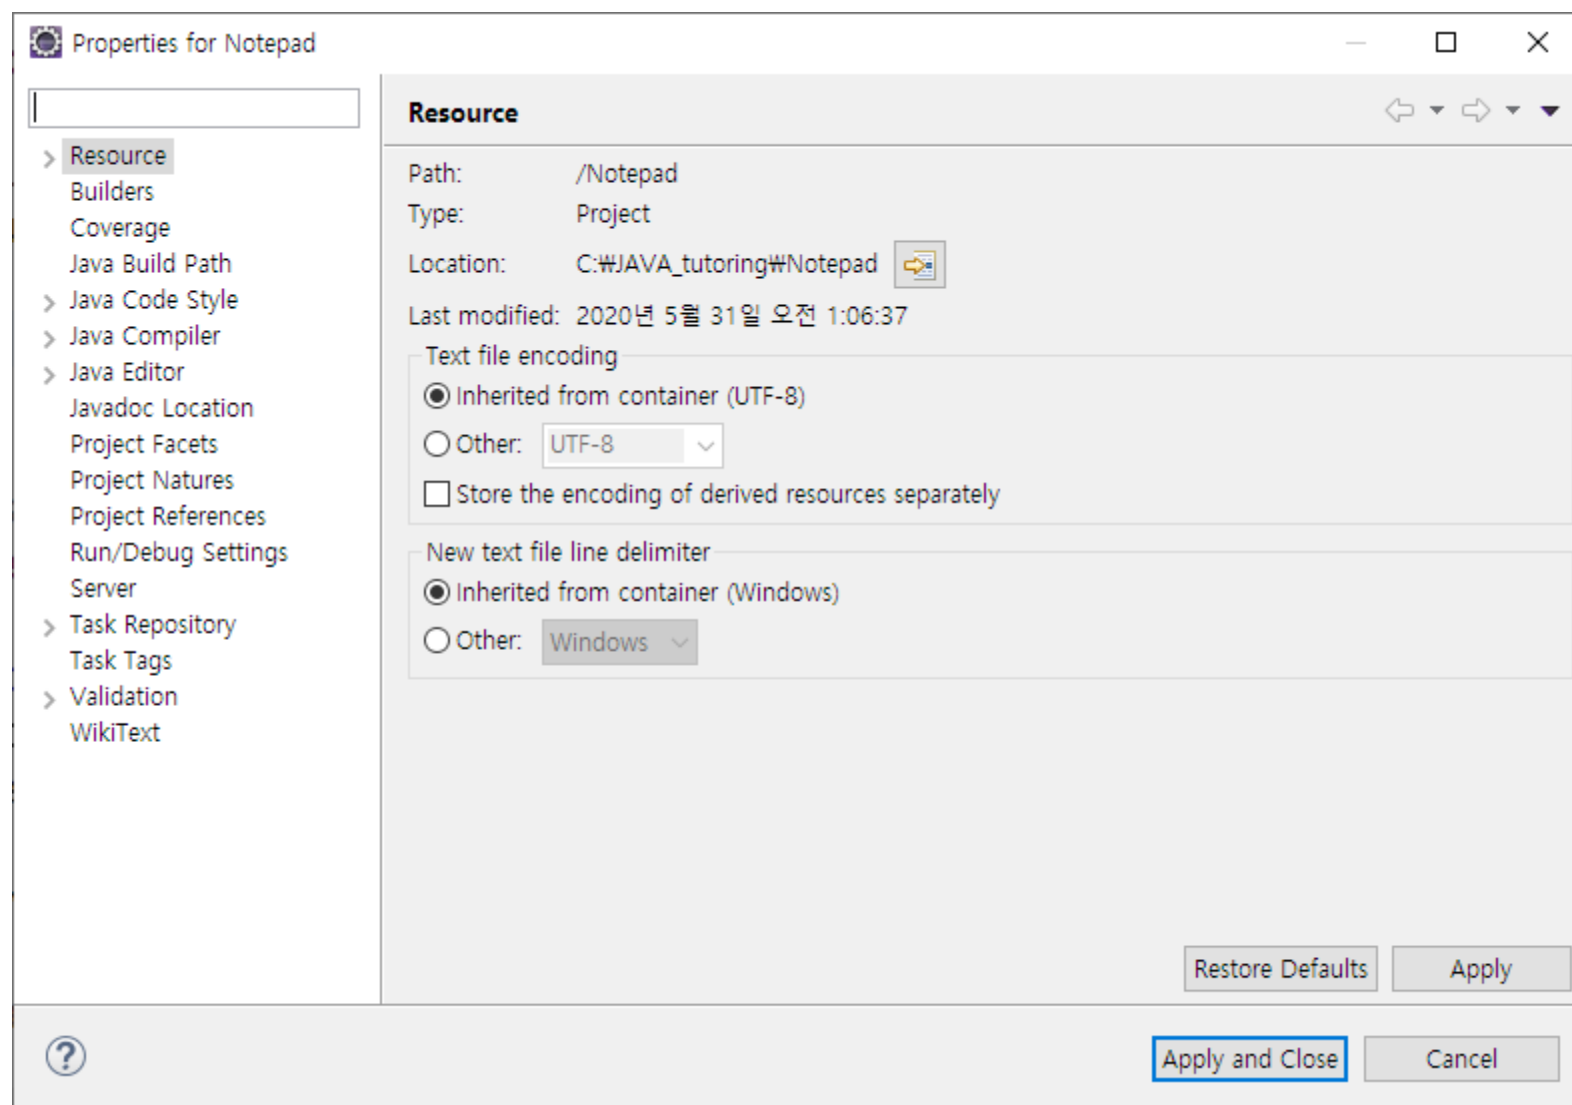 Properties for Notepad
Resource
Builders
Coverage
Java Build Path
Java Code Style
Java Compiler
Java Editor
Javadoc Location
Project Facets
Project Natures
Project References
Run/Debug Settings
Server
Task Repository
Task Tags
Validation
WikiText
Resource
Path: /Notepad
Type: Project
Location: C:₩JAVA_tutoring₩Notepad
Last modified: 2020년 5월 31일 오전 1:06:37
Text file encoding
Inherited from container (UTF-8)
Other: UTF-8
Store the encoding of derived resources separately
New text file line delimiter
Inherited from container (Windows)
Other: Windows
Restore Defaults Apply
? Apply and Close Cancel